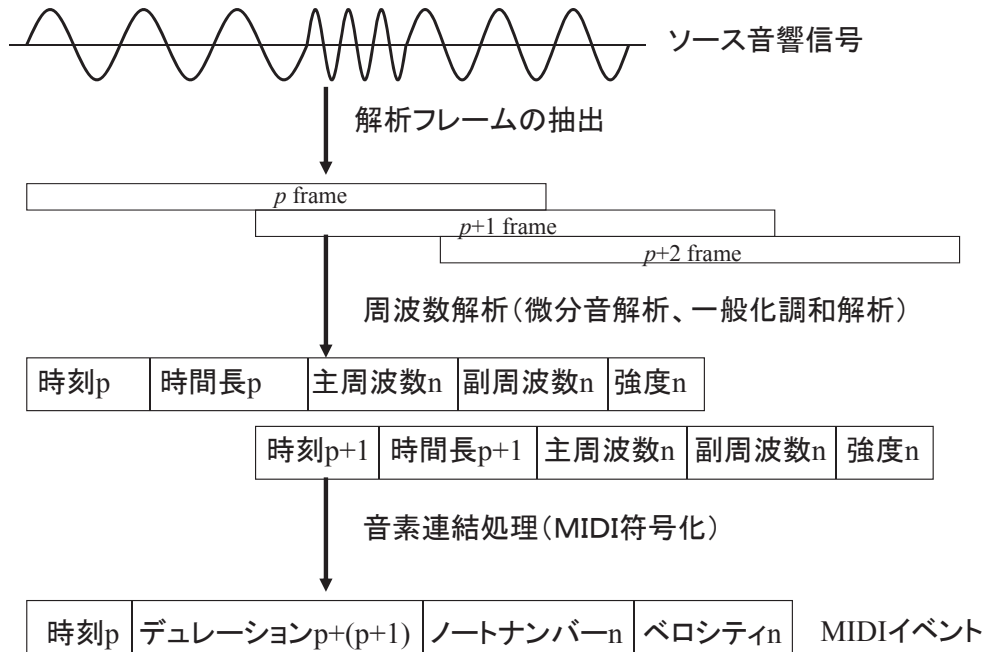 ソース音響信号
解析フレームの抽出
p frame
p+1 frame
p+2 frame
周波数解析(微分音解析、一般化調和解析)
時刻p 時間長p 主周波数n 副周波数n 強度n
時刻p+1 時間長p+1 主周波数n 副周波数n 強度n
音素連結処理(MIDI符号化)
時刻p デュレーションp+(p+1) ノートナンバーn ベロシティn MIDIイベント